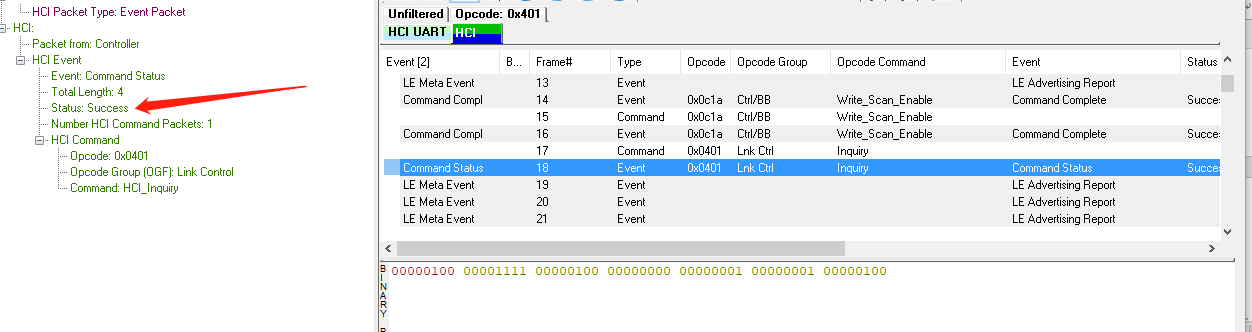 HCI Packet Type: Event Packet
HCI:
Packet from: Controller
HCI Event
Event: Command Status
Total Length: 4
Status: Success
Number HCI Command Packets: 1
HCI Command
Opcode: 0x0401
Opcode Group (OGF): Link Control
Command: HCI_Inquiry
Unfiltered Opcode: 0x401
HCI UART HCI
Event [2] B... Frame# Type Opcode Opcode Group Opcode Command Event Status
LE Meta Event 13 Event LE Advertising Report
Command Compl 14 Event 0x0c1a Ctrl/BB Write_Scan_Enable Command Complete Succe
15 Command 0x0c1a Ctrl/BB Write_Scan_Enable
Command Compl 16 Event 0x0c1a Ctrl/BB Write_Scan_Enable Command Complete Succe
17 Command 0x0401 Lnk Ctrl Inquiry
Command Status 18 Event 0x0401 Lnk Ctrl Inquiry Command Status Succe
LE Meta Event 19 Event LE Advertising Report
LE Meta Event 20 Event LE Advertising Report
LE Meta Event 21 Event LE Advertising Report
BINARY
00000100 00001111 00000100 00000000 00000001 00000001 00000100